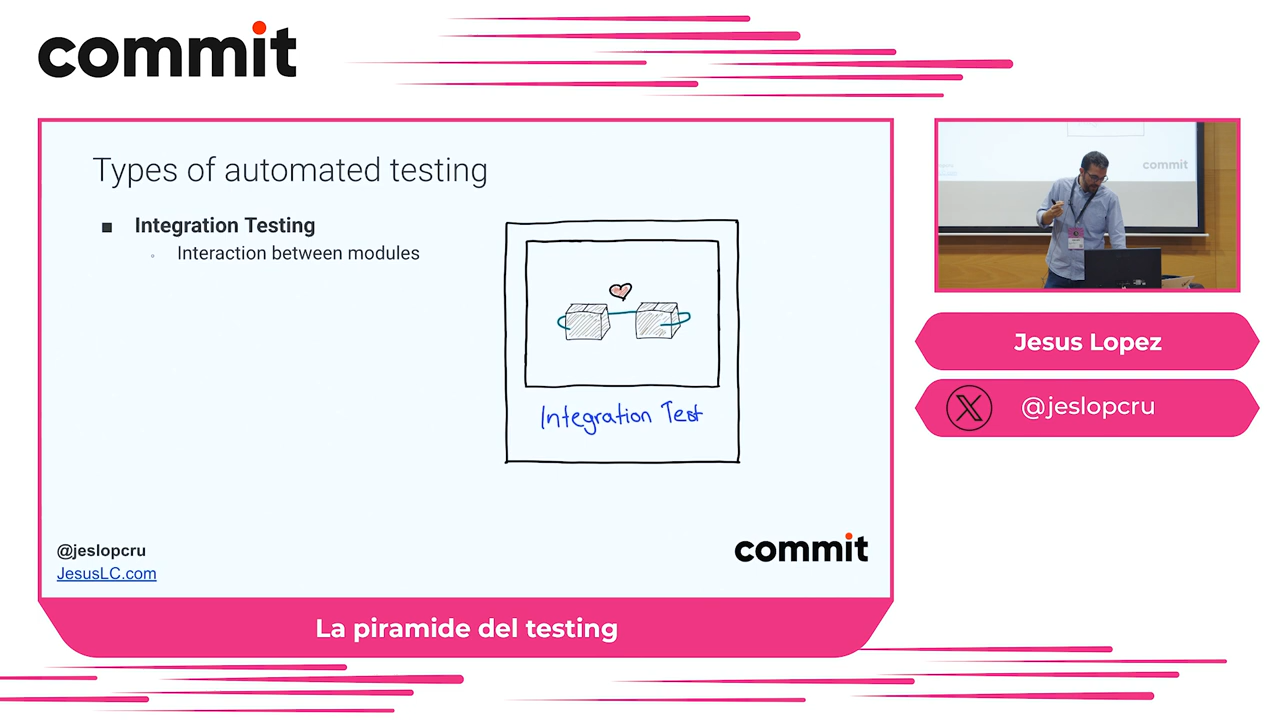 commit
Types of automated testing
Integration Testing
Interaction between modules
Integration Test
@jeslopcru
JesusLC.com
commit
La piramide del testing
commit
Jesus Lopez
@jeslopcru